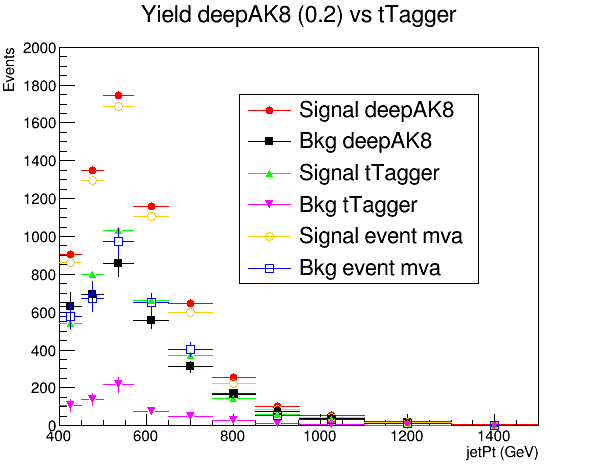 Yield deepAK8 (0.2) vs tTagger
Events
2000
1800
1600
1400
1200
1000
800
600
400
200
0
Signal deepAK8
Bkg deepAK8
Signal tTagger
Bkg tTagger
Signal event mva
Bkg event mva
400 600 800 1000 1200 1400
jetPt (GeV)